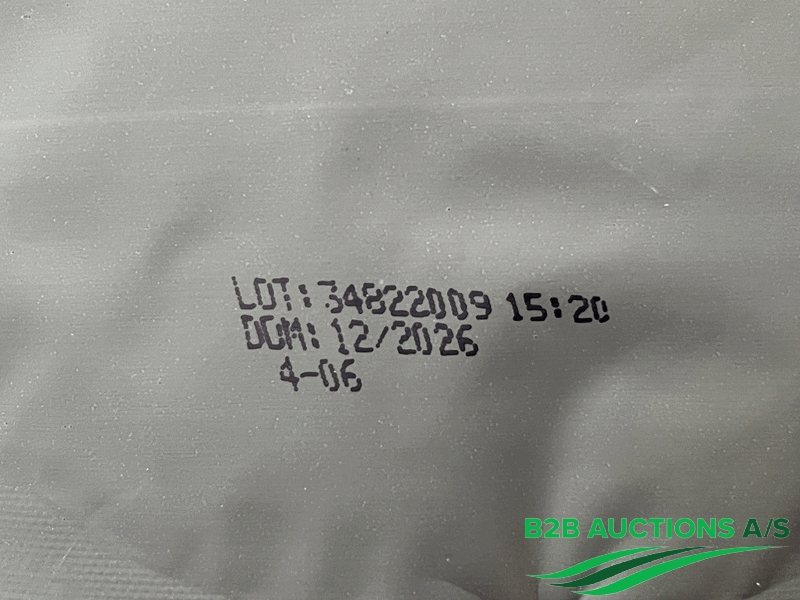 LOT:34822009 15:20
DOM:12/2026
4-06
B2B AUCTIONS A/S